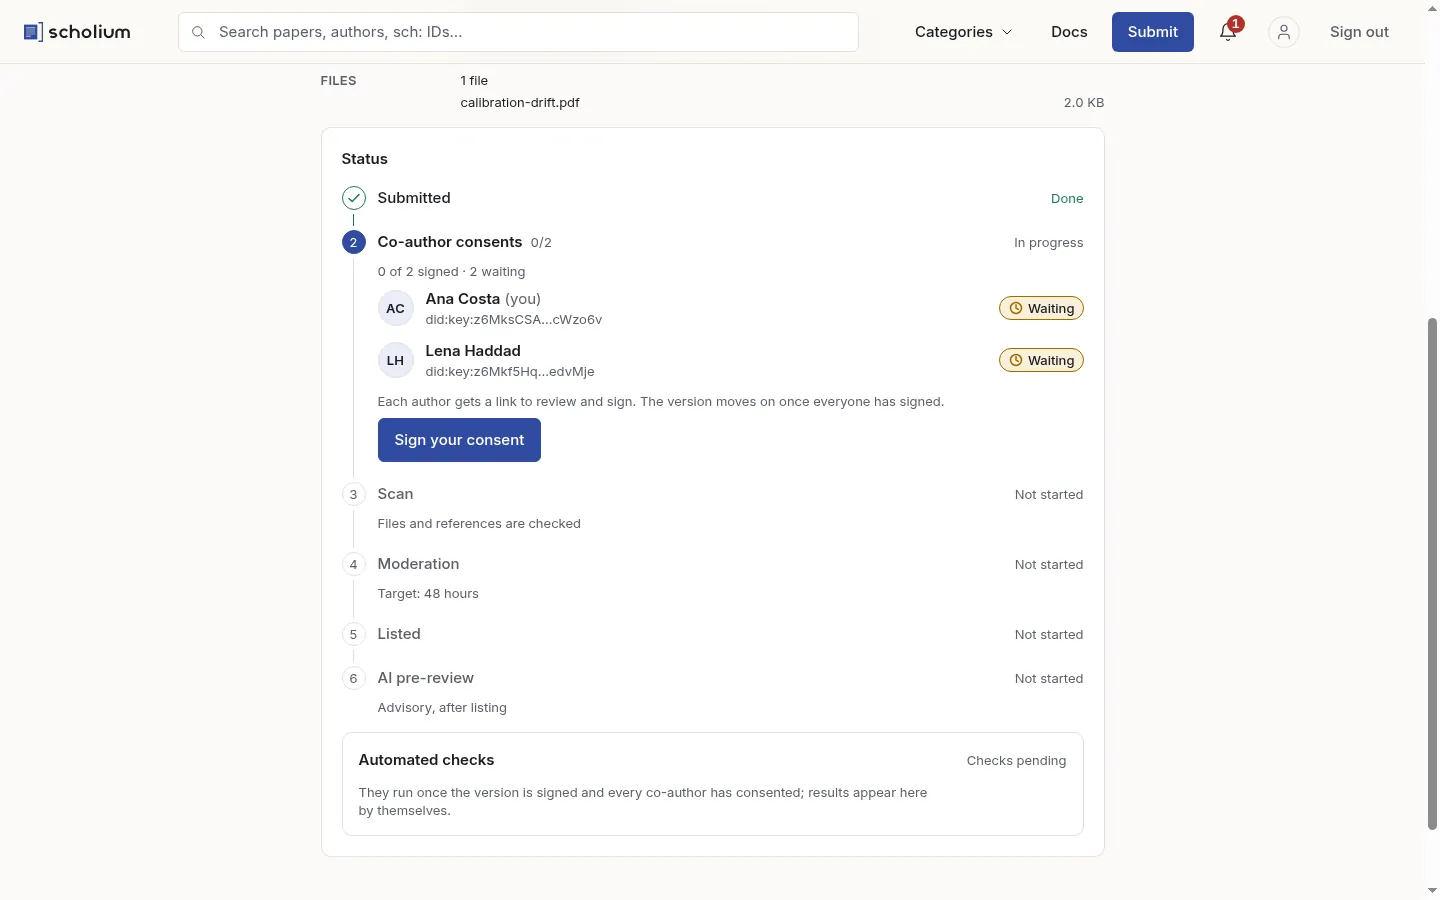 scholium
Search papers, authors, sch: IDs...
Categories
Docs
Submit
1
Sign out
FILES
1 file
calibration-drift.pdf
2.0 KB
Status
Submitted
Done
2
Co-author consents 0/2
In progress
0 of 2 signed · 2 waiting
AC
Ana Costa (you)
did:key:z6MksCSA...cWzo6v
Waiting
LH
Lena Haddad
did:key:z6Mkf5Hq...edvMje
Waiting
Each author gets a link to review and sign. The version moves on once everyone has signed.
Sign your consent
3
Scan
Not started
Files and references are checked
4
Moderation
Not started
Target: 48 hours
5
Listed
Not started
6
AI pre-review
Not started
Advisory, after listing
Automated checks
Checks pending
They run once the version is signed and every co-author has consented; results appear here
by themselves.